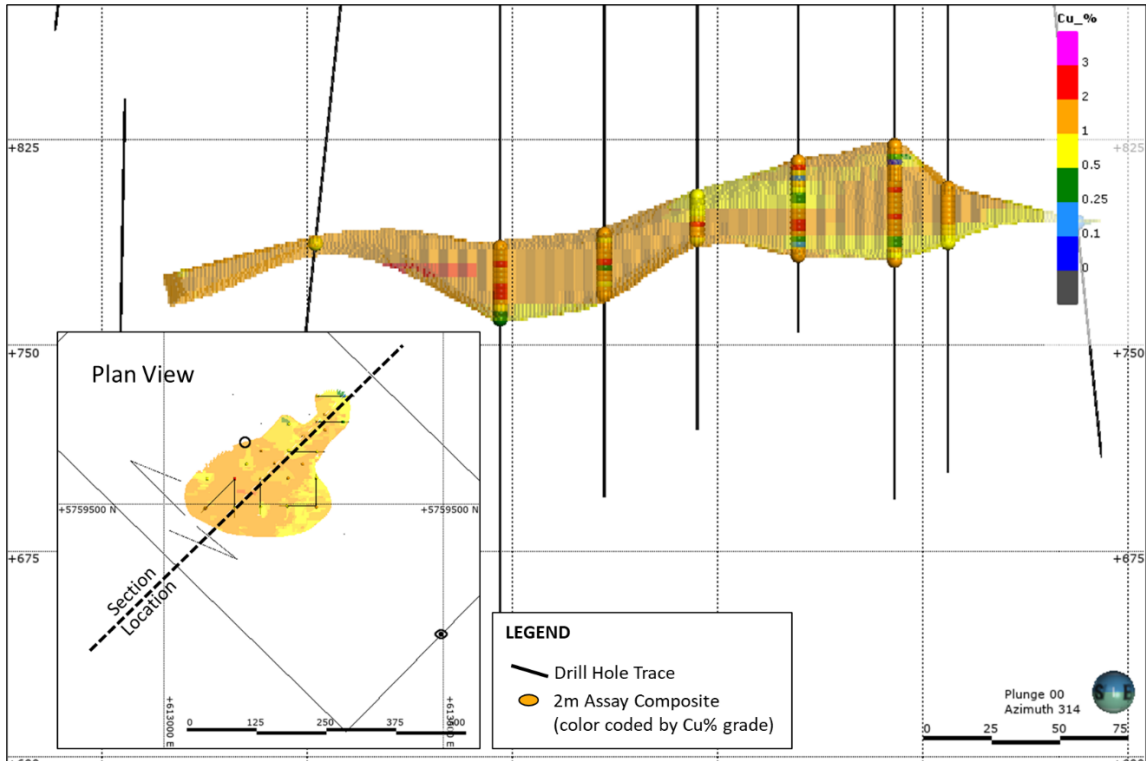 Cu_%
3
2
1
0.5
0.25
0.1
0
+825
+825
+750
+750
+675
+675
Plan View
+5759500 N
+5759500 N
Section
Location
+613000 E
0 125 250 375 500
LEGEND
Drill Hole Trace
2m Assay Composite
(color coded by Cu% grade)
Plunge 00
Azimuth 314
S E
0 25 50 75